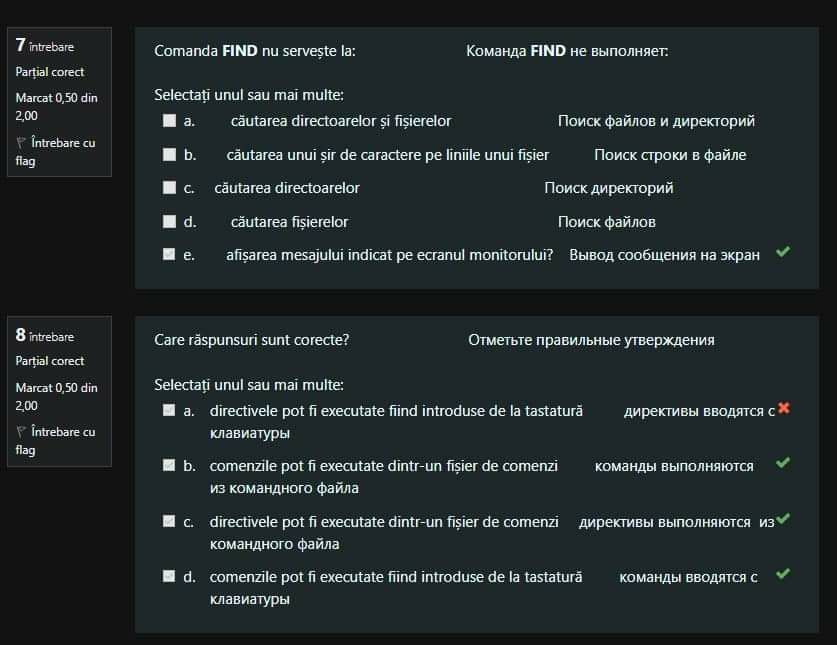 7 întrebare
Parțial corect
Marcat 0,50 din
2,00
Întrebare cu
flag
Comanda FIND nu servește la: Команда FIND не выполняет:
Selectați unul sau mai multe:
a. căutarea directoarelor și fișierelor Поиск файлов и директорий
b. căutarea unui șir de caractere pe liniile unui fișier Поиск строки в файле
c. căutarea directoarelor Поиск директорий
d. căutarea fișierelor Поиск файлов
e. afișarea mesajului indicat pe ecranul monitorului? Вывод сообщения на экран
8 întrebare
Parțial corect
Marcat 0,50 din
2,00
Întrebare cu
flag
Care răspunsuri sunt corecte? Отметьте правильные утверждения
Selectați unul sau mai multe:
a. directivele pot fi executate fiind introduse de la tastatură директивы вводятся с
клавиатуры
b. comenzile pot fi executate dintr-un fișier de comenzi команды выполняются
из командного файла
c. directivele pot fi executate dintr-un fișier de comenzi директивы выполняются из
командного файла
d. comenzile pot fi executate fiind introduse de la tastatură команды вводятся с
клавиатуры